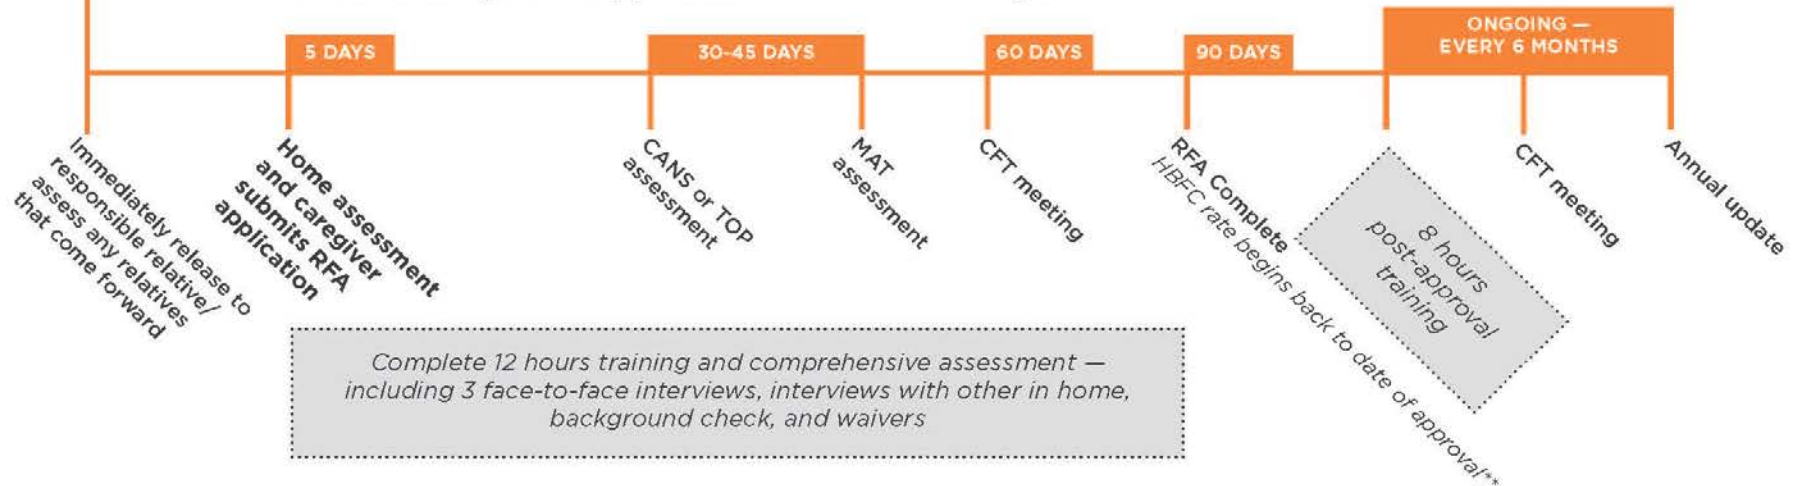 5 DAYS
30-45 DAYS
60 DAYS
90 DAYS
ONGOING —
EVERY 6 MONTHS
Immediately release to
responsible relative/
assess any relatives
that come forward
Home assessment
and caregiver
submits RFA
application
CANS or TOP
assessment
MAT
assessment
CFT meeting
RFA Complete
HBFC rate begins back to date of approval**
8 hours
post-approval
training
CFT meeting
Annual update
Complete 12 hours training and comprehensive assessment —
including 3 face-to-face interviews, interviews with other in home,
background check, and waivers